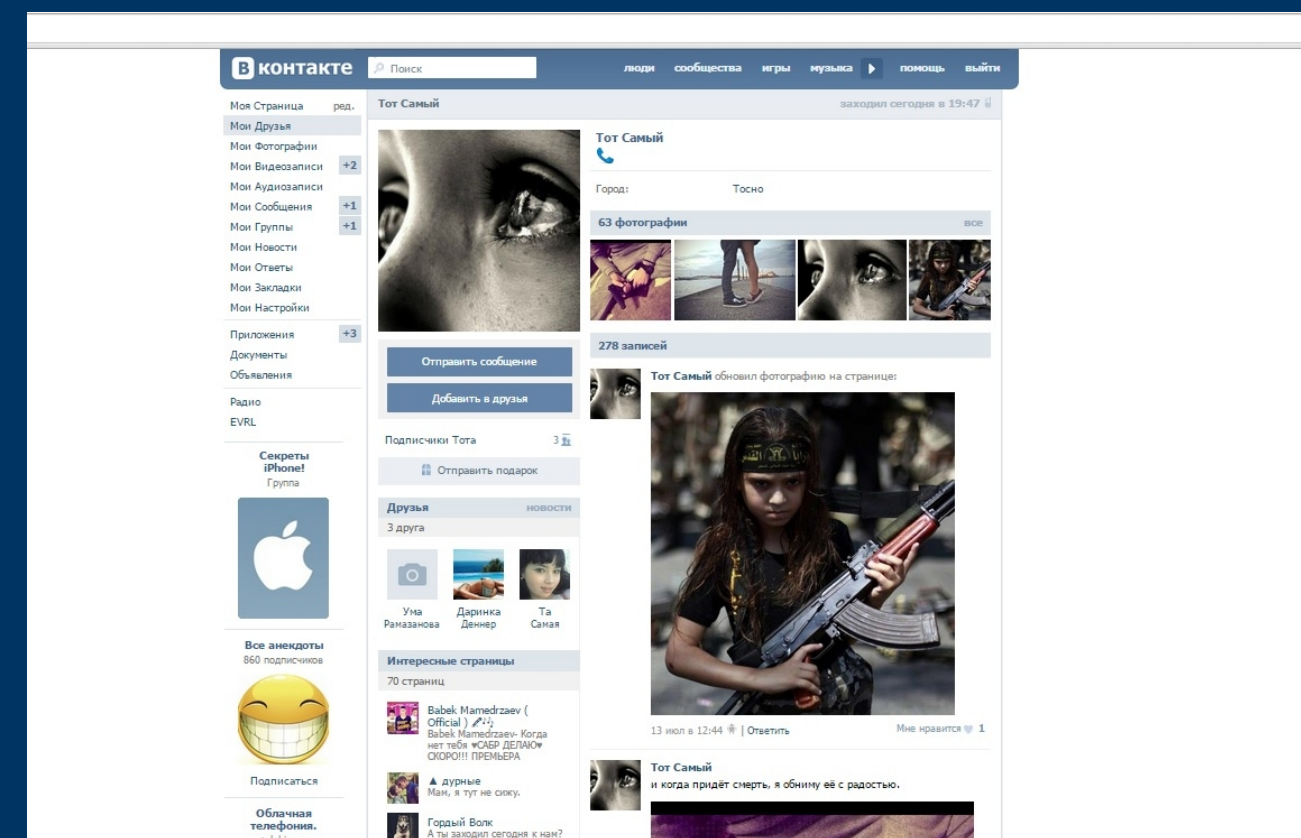 В контакте
Поиск
люди сообщества игры музыка помощь выйти
Моя Страница ред.
Мои Друзья
Мои Фотографии
Мои Видеозаписи +2
Мои Аудиозаписи
Мои Сообщения +1
Мои Группы +1
Мои Новости
Мои Ответы
Мои Закладки
Мои Настройки
Приложения +3
Документы
Объявления
Радио
EVRL
Секреты
iPhone!
Группа
Все анекдоты
860 подписчиков
Подписаться
Облачная
телефония.
Тот Самый
заходил сегодня в 19:47
Отправить сообщение
Добавить в друзья
Подписчики Тота 3
Отправить подарок
Друзья новости
3 друга
Ума
Рамазанова
Даринка
Деннер
Та
Самая
Интересные страницы
70 страниц
Babek Mamedrzaev (
Official )
Babek Mamedrzaev- Когда
нет тебя ♥САБР ДЕЛАЮ♥
СКОРО!!! ПРЕМЬЕРА
▲ дурные
Мам, я тут не сижу.
Гордый Волк
А ты заходил сегодня к нам?
Тот Самый
Город: Тосно
63 фотографии все
278 записей
Тот Самый обновил фотографию на странице:
13 июл в 12:44 | Ответить
Мне нравится 1
Тот Самый
и когда придёт смерть, я обниму её с радостью.